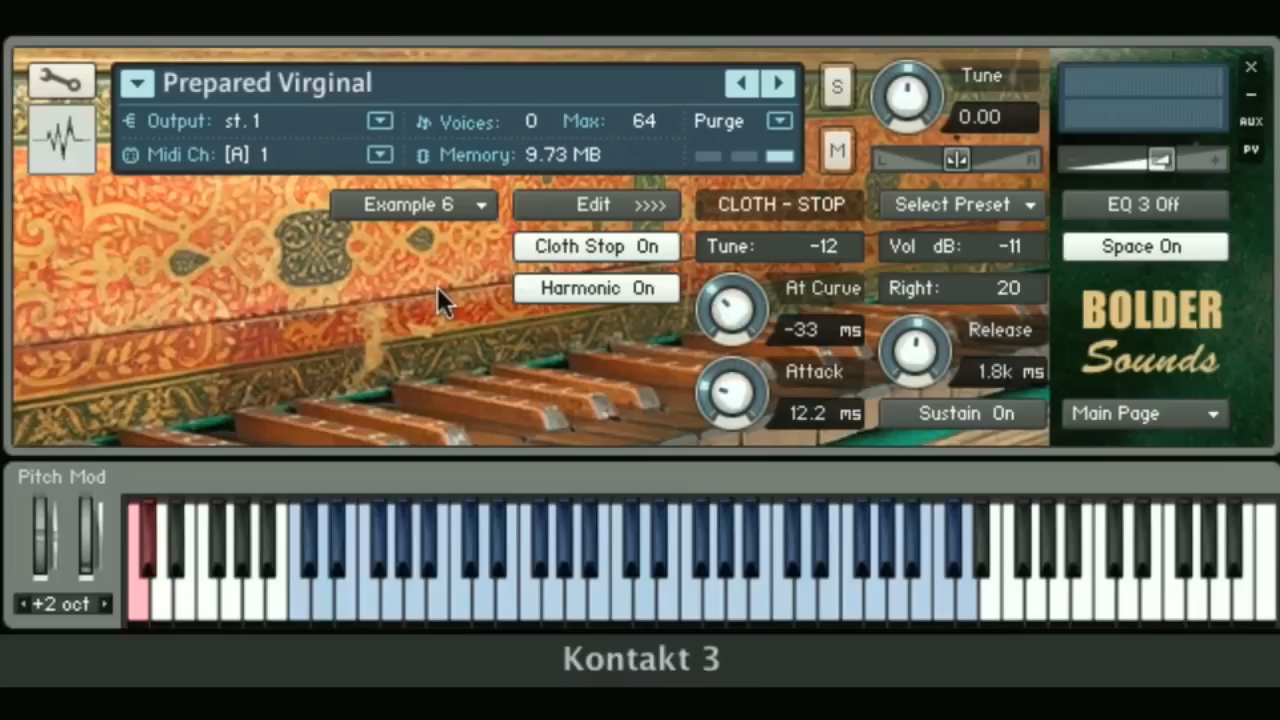 Prepared Virginal
Output: st. 1
Voices: 0 Max: 64 Purge
Midi Ch: [A] 1
Memory: 9.73 MB
S
M
Tune
0.00
L R
- +
×
-
AUX
PV
Example 6
Edit >>>>
CLOTH - STOP
Select Preset
EQ 3 Off
Cloth Stop On
Tune: -12
Vol dB: -11
Space On
Harmonic On
At Curve
-33 ms
Right: 20
Release
1.8k ms
Attack
12.2 ms
Sustain On
BOLDER
Sounds
Main Page
Pitch Mod
+2 oct
Kontakt 3